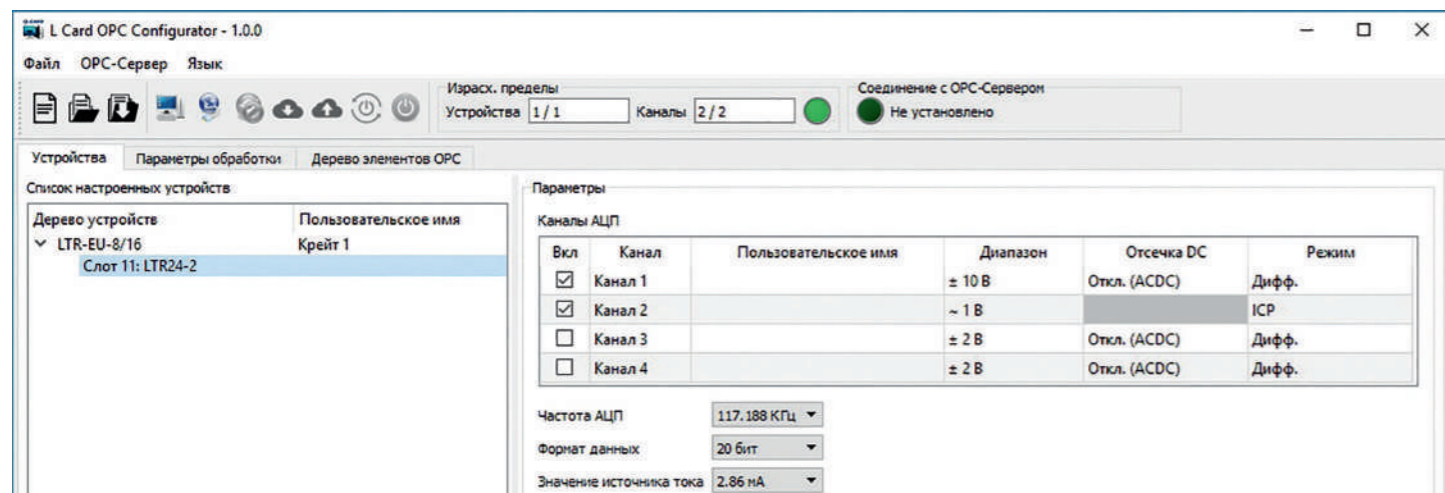 L Card OPC Configurator - 1.0.0
Файл OPC-Сервер Язык
Израсх. пределы
Устройства 1 / 1 Каналы 2 / 2
Соединение с OPC-Сервером
Не установлено
Устройства Параметры обработки Дерево элементов OPC
Список настроенных устройств
Дерево устройств Пользовательское имя
LTR-EU-8/16 Крейт 1
Слот 11: LTR24-2
Параметры
Каналы АЦП
Вкл Канал Пользовательское имя Диапазон Отсечка DC Режим
Канал 1 ± 10 В Откл. (ACDC) Дифф.
Канал 2 ~ 1 В ICP
Канал 3 ± 2 В Откл. (ACDC) Дифф.
Канал 4 ± 2 В Откл. (ACDC) Дифф.
Частота АЦП 117.188 КГц
Формат данных 20 бит
Значение источника тока 2.86 мА